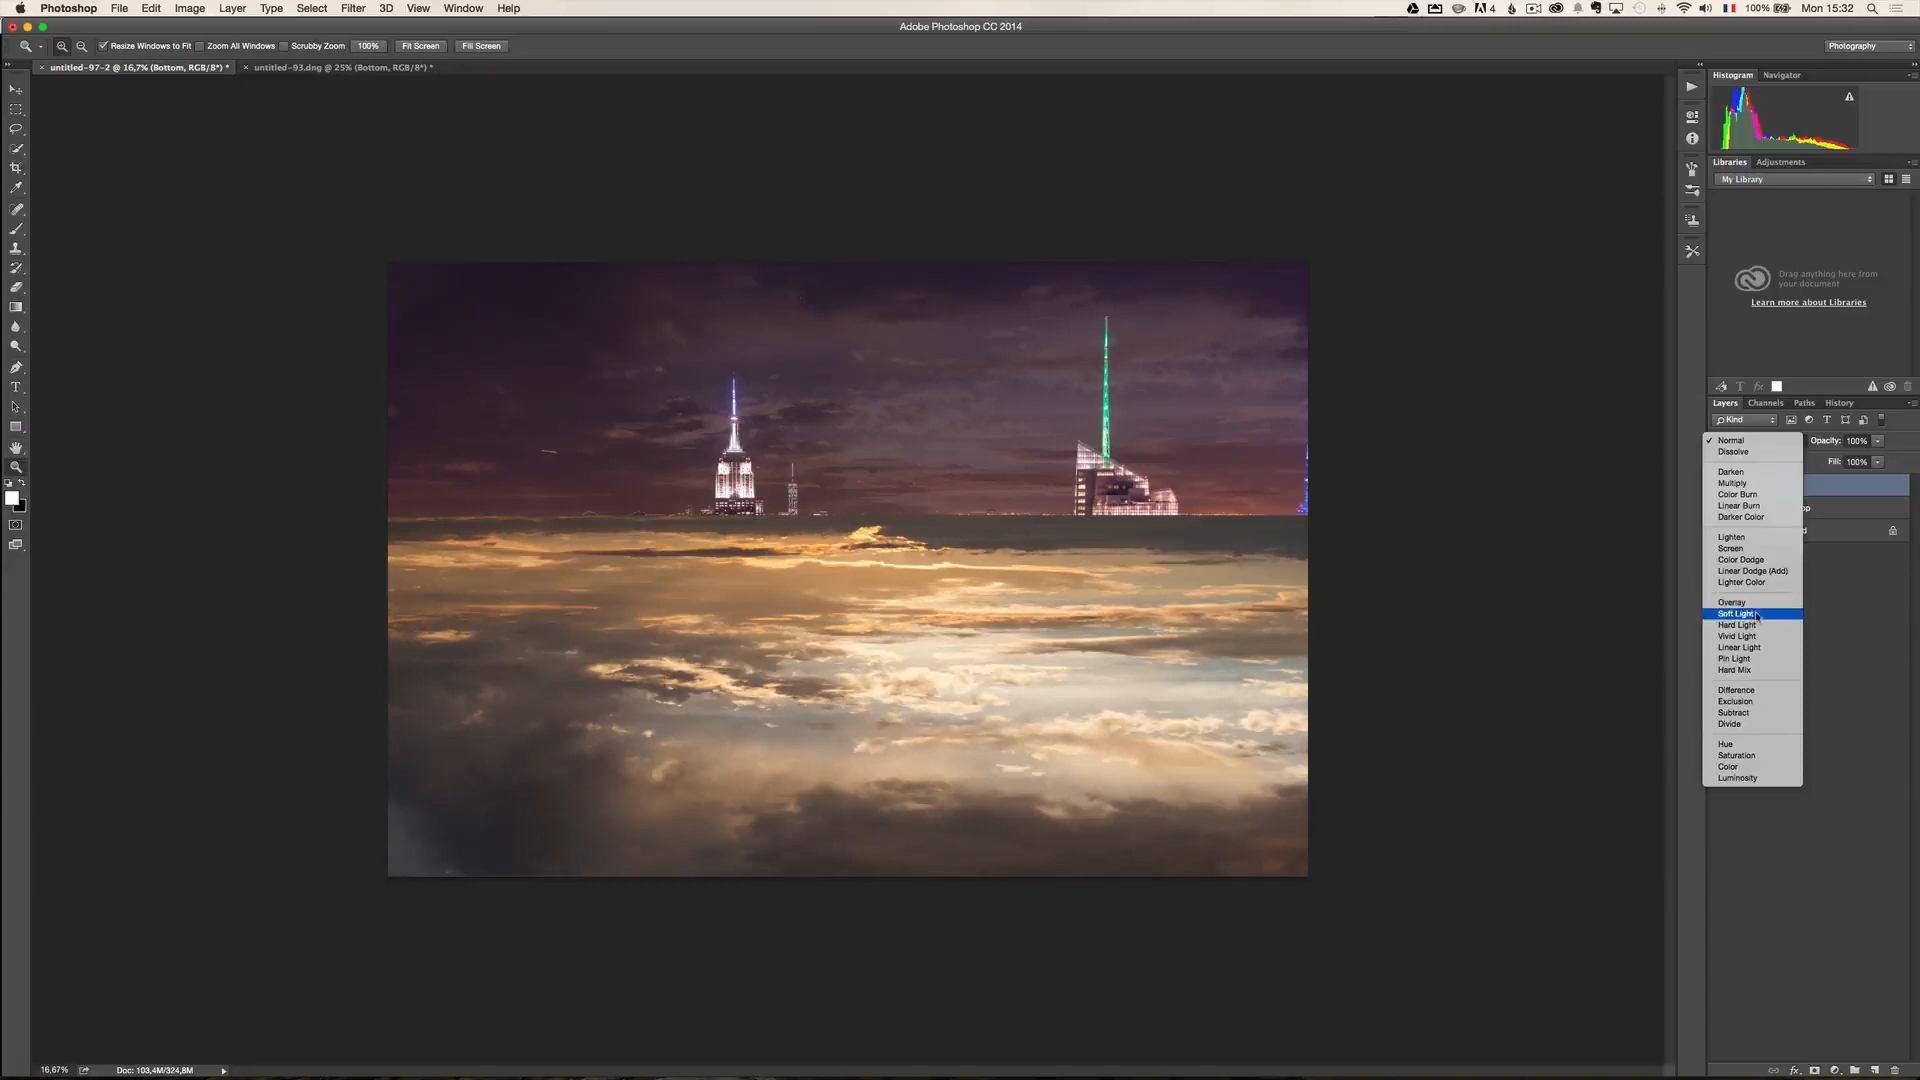 Photoshop File Edit Image Layer Type Select Filter 3D View Window Help
4 100% Mon 15:32
Adobe Photoshop CC 2014
Resize Windows to Fit Zoom All Windows Scrubby Zoom 100% Fit Screen Fill Screen
Photography
untitled-97-2 @ 16,7% (Bottom, RGB/8*) * untitled-93.dng @ 25% (Bottom, RGB/8*) *
Histogram Navigator
Libraries Adjustments
My Library
Drag anything here from
your document
Learn more about Libraries
Layers Channels Paths History
Kind
Normal
Opacity: 100%
Dissolve
Fill: 100%
Darken
Multiply
Color Burn
Linear Burn
Darker Color
Lighten
Screen
Color Dodge
Linear Dodge (Add)
Lighter Color
Overlay
Soft Light
Hard Light
Vivid Light
Linear Light
Pin Light
Hard Mix
Difference
Exclusion
Subtract
Divide
Hue
Saturation
Color
Luminosity
16,67% Doc: 103,4M/324,8M